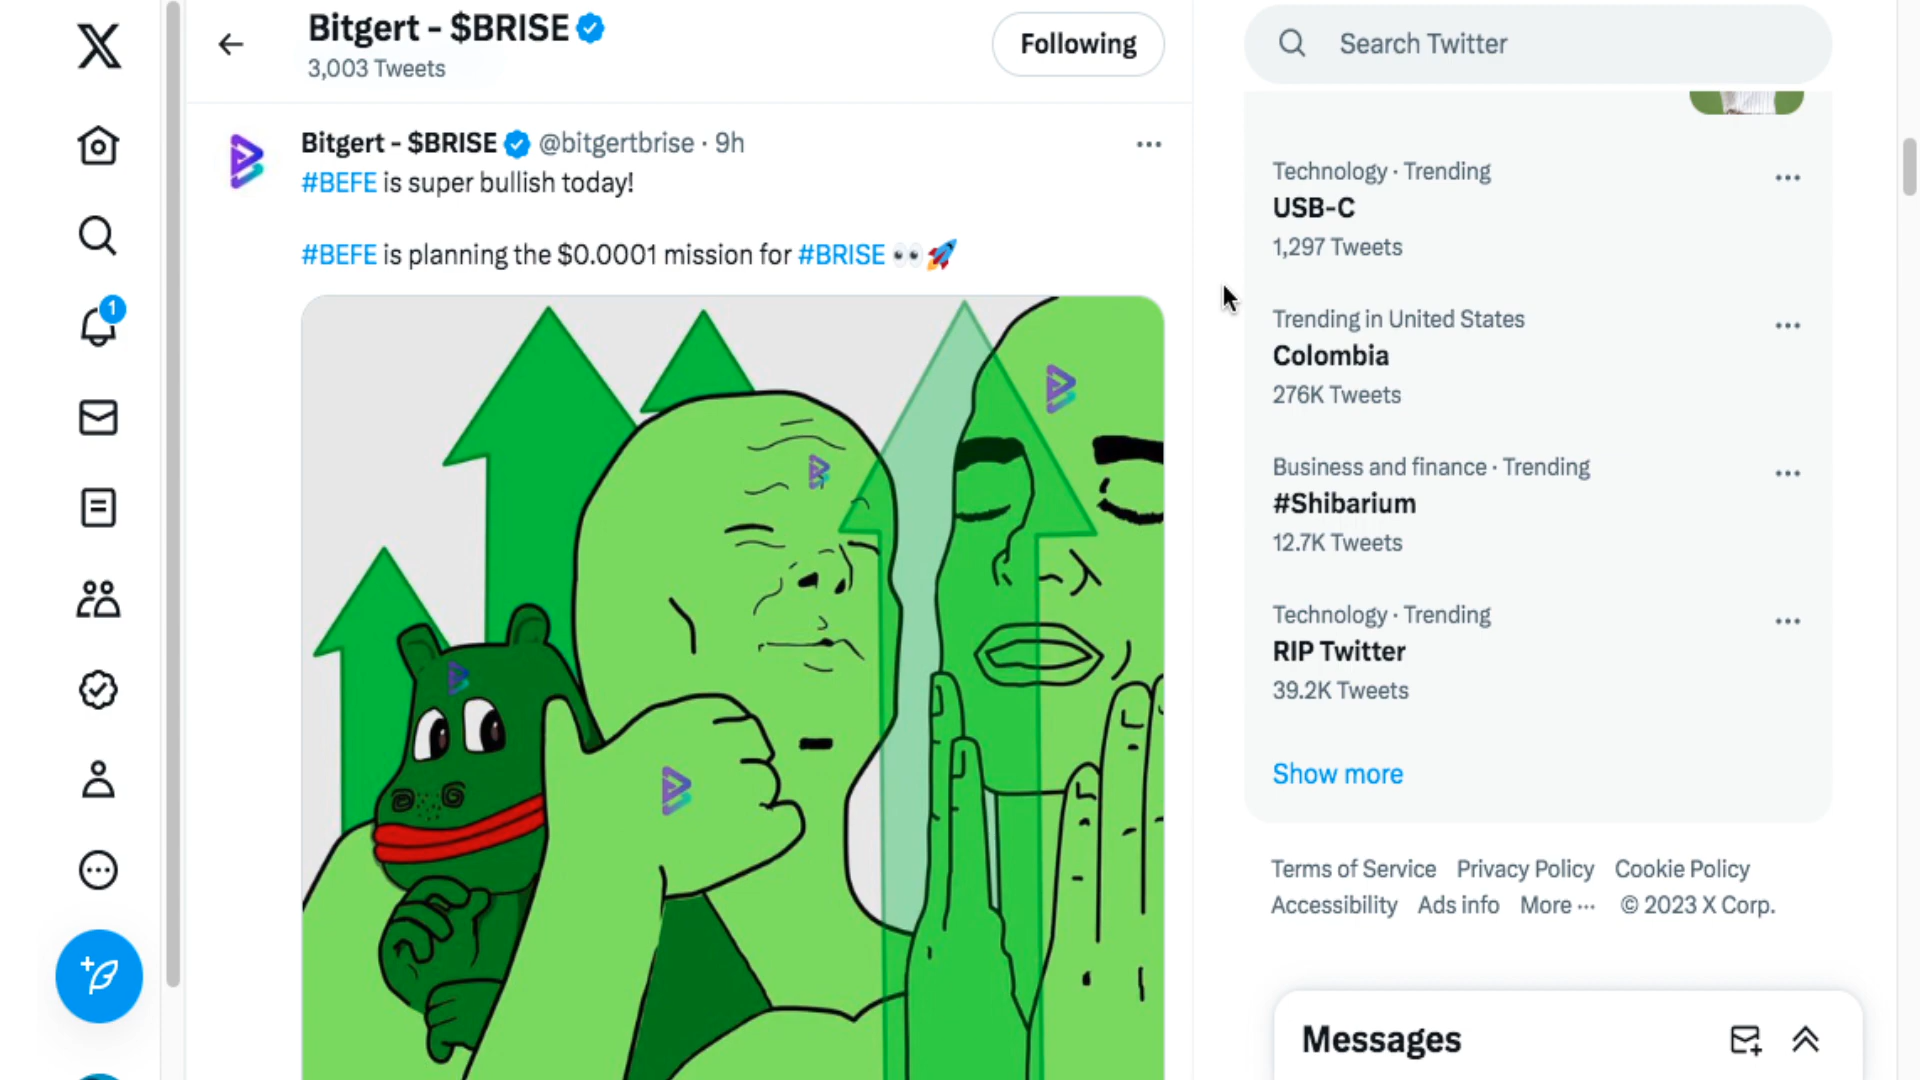 Bitgert - $BRISE
3,003 Tweets
Following
Search Twitter
1
Bitgert - $BRISE @bitgertbrise · 9h
#BEFE is super bullish today!
#BEFE is planning the $0.0001 mission for #BRISE 👀🚀
Technology · Trending
USB-C
1,297 Tweets
Trending in United States
Colombia
276K Tweets
Business and finance · Trending
#Shibarium
12.7K Tweets
Technology · Trending
RIP Twitter
39.2K Tweets
Show more
Terms of Service Privacy Policy Cookie Policy
Accessibility Ads info More ··· © 2023 X Corp.
Messages